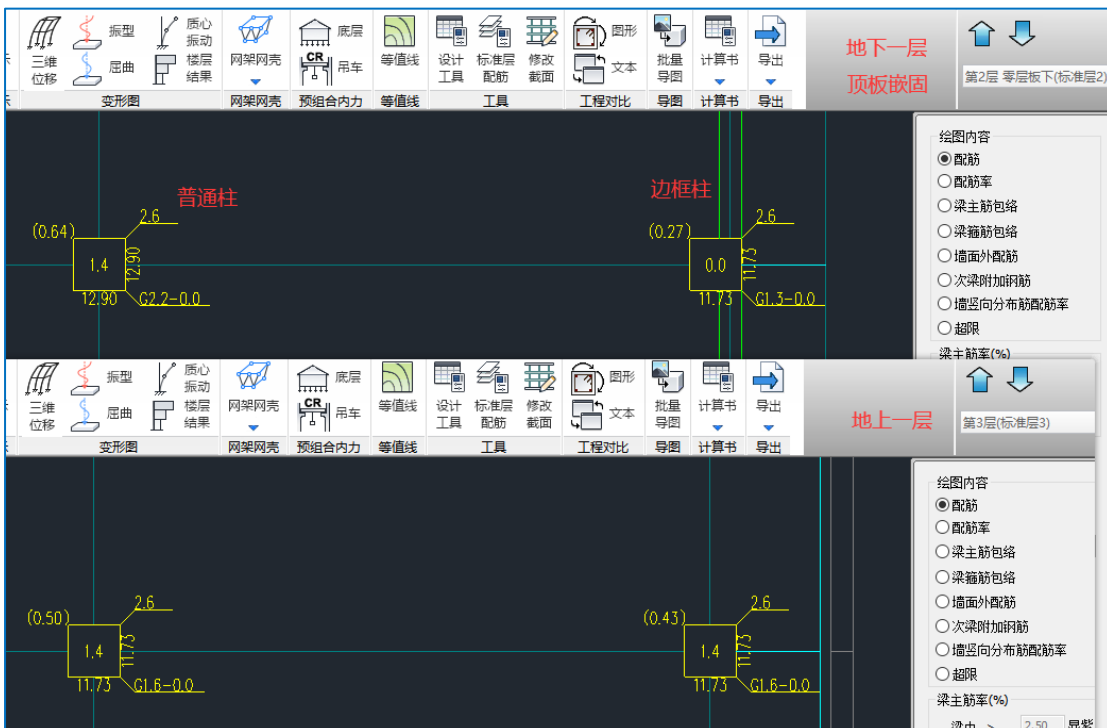 三维
位移
振型
屈曲
质心
振动
楼层
结果
网架网壳
底层
吊车
等值线
设计
工具
标准层
配筋
修改
截面
图形
文本
批量
导图
计算书
导出
变形图
网架网壳
预组合内力
等值线
工具
工程对比
导图
计算书
导出
地下一层
顶板嵌固
第2层 零层板下(标准层2)
绘图内容
配筋
配筋率
梁主筋包络
梁箍筋包络
墙面外配筋
次梁附加钢筋
墙竖向分布筋配筋率
超限
梁主筋率(%)
普通柱
(0.64)
2.6
1.4
12.90
12.90
G2.2-0.0
边框柱
(0.27)
2.6
0.0
11.73
11.73
G1.3-0.0
三维
位移
振型
屈曲
质心
振动
楼层
结果
网架网壳
底层
吊车
等值线
设计
工具
标准层
配筋
修改
截面
图形
文本
批量
导图
计算书
导出
变形图
网架网壳
预组合内力
等值线
工具
工程对比
导图
计算书
导出
地上一层
第3层(标准层3)
绘图内容
配筋
配筋率
梁主筋包络
梁箍筋包络
墙面外配筋
次梁附加钢筋
墙竖向分布筋配筋率
超限
梁主筋率(%)
2.50
(0.50)
2.6
1.4
11.73
11.73
G1.6-0.0
(0.43)
2.6
1.4
11.73
11.73
G1.6-0.0